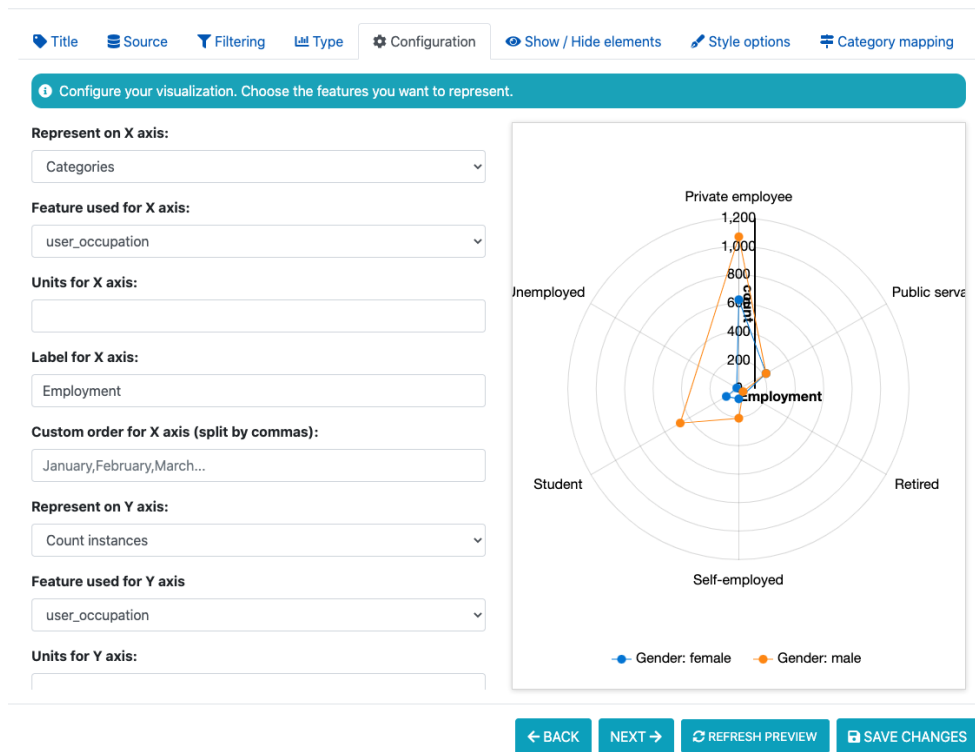 Title Source Filtering Type Configuration Show / Hide elements Style options Category mapping
Configure your visualization. Choose the features you want to represent.
Represent on X axis:
Categories
Feature used for X axis:
user_occupation
Units for X axis:
Label for X axis:
Employment
Custom order for X axis (split by commas):
January,February,March...
Represent on Y axis:
Count instances
Feature used for Y axis
user_occupation
Units for Y axis:
Private employee
1,200
1,000
800
600
400
200
0
count
Employment
Unemployed
Public serva
Student
Retired
Self-employed
Gender: female Gender: male
BACK NEXT REFRESH PREVIEW SAVE CHANGES